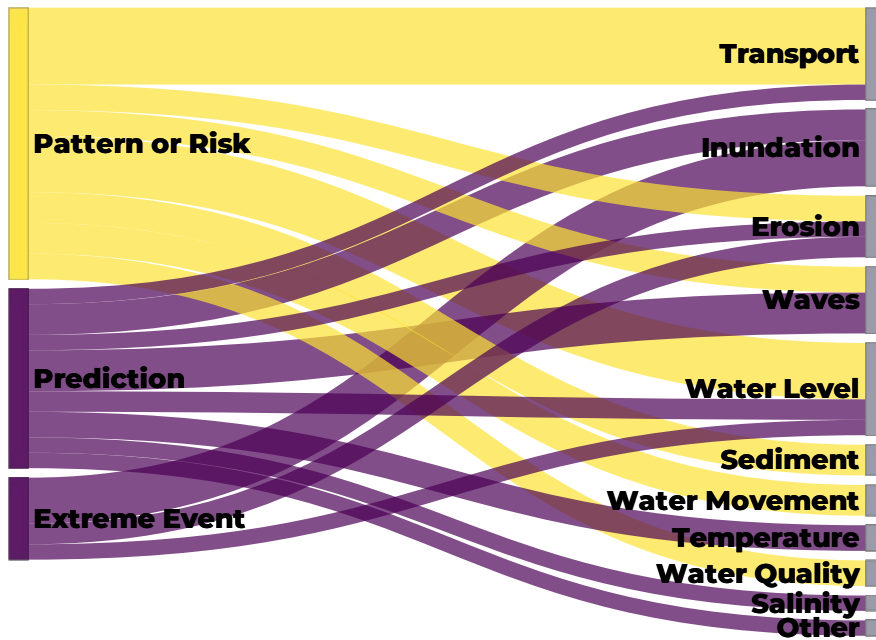 Pattern or Risk
Prediction
Extreme Event
Transport
Inundation
Erosion
Waves
Water Level
Sediment
Water Movement
Temperature
Water Quality
Salinity
Other